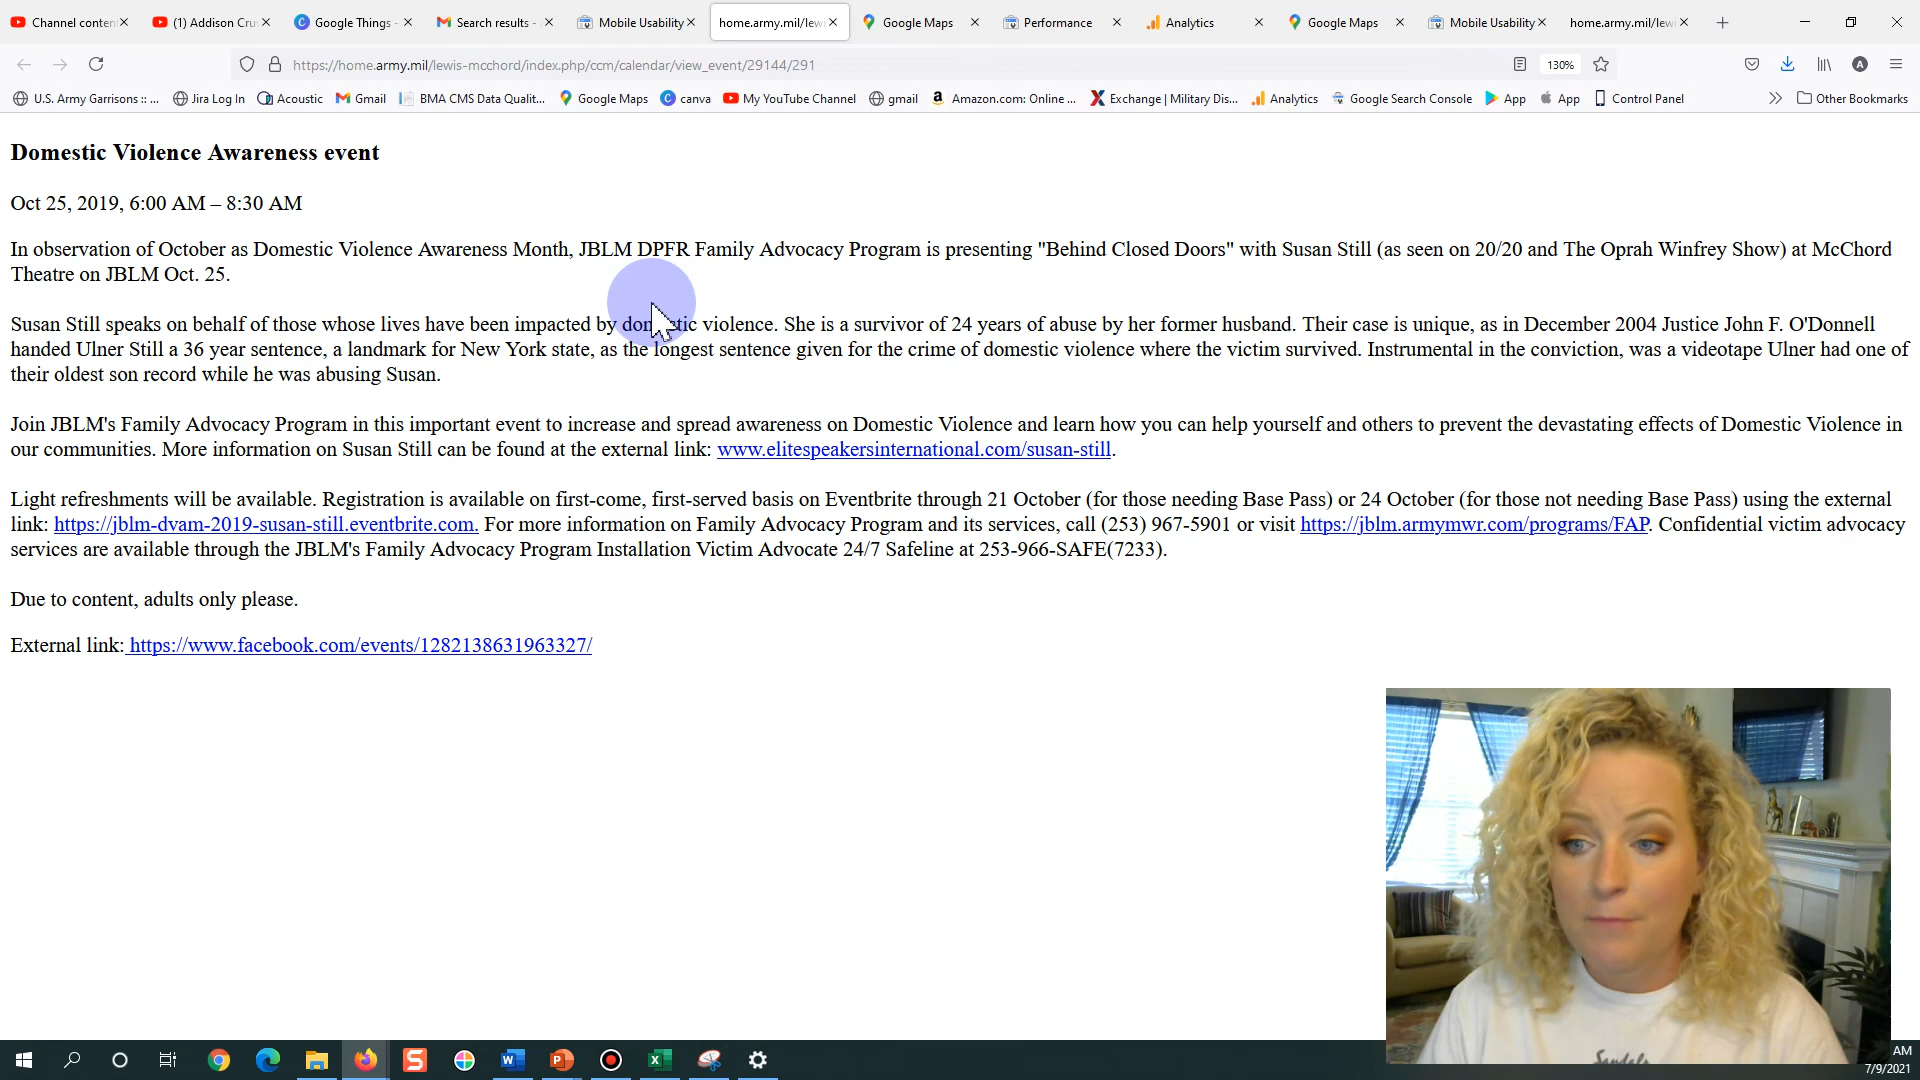 Channel conten
(1) Addison Cru
Google Things -
Search results -
Mobile Usability
home.army.mil/lewi
Google Maps
Performance
Analytics
Google Maps
Mobile Usability
home.army.mil/lewi
https://home.army.mil/lewis-mcchord/index.php/ccm/calendar/view_event/29144/291
130%
A
U.S. Army Garrisons :: ...
Jira Log In
Acoustic
Gmail
BMA CMS Data Qualit...
Google Maps
canva
My YouTube Channel
gmail
Amazon.com: Online ...
Exchange | Military Dis...
Analytics
Google Search Console
App
App
Control Panel
Other Bookmarks
Domestic Violence Awareness event
Oct 25, 2019, 6:00 AM – 8:30 AM
In observation of October as Domestic Violence Awareness Month, JBLM DPFR Family Advocacy Program is presenting "Behind Closed Doors" with Susan Still (as seen on 20/20 and The Oprah Winfrey Show) at McChord
Theatre on JBLM Oct. 25.
Susan Still speaks on behalf of those whose lives have been impacted by domestic violence. She is a survivor of 24 years of abuse by her former husband. Their case is unique, as in December 2004 Justice John F. O'Donnell
handed Ulner Still a 36 year sentence, a landmark for New York state, as the longest sentence given for the crime of domestic violence where the victim survived. Instrumental in the conviction, was a videotape Ulner had one of
their oldest son record while he was abusing Susan.
Join JBLM's Family Advocacy Program in this important event to increase and spread awareness on Domestic Violence and learn how you can help yourself and others to prevent the devastating effects of Domestic Violence in
our communities. More information on Susan Still can be found at the external link: www.elitespeakersinternational.com/susan-still.
Light refreshments will be available. Registration is available on first-come, first-served basis on Eventbrite through 21 October (for those needing Base Pass) or 24 October (for those not needing Base Pass) using the external
link: https://jblm-dvam-2019-susan-still.eventbrite.com. For more information on Family Advocacy Program and its services, call (253) 967-5901 or visit https://jblm.armymwr.com/programs/FAP. Confidential victim advocacy
services are available through the JBLM's Family Advocacy Program Installation Victim Advocate 24/7 Safeline at 253-966-SAFE(7233).
Due to content, adults only please.
External link: https://www.facebook.com/events/1282138631963327/
Sandals
AM
7/9/2021